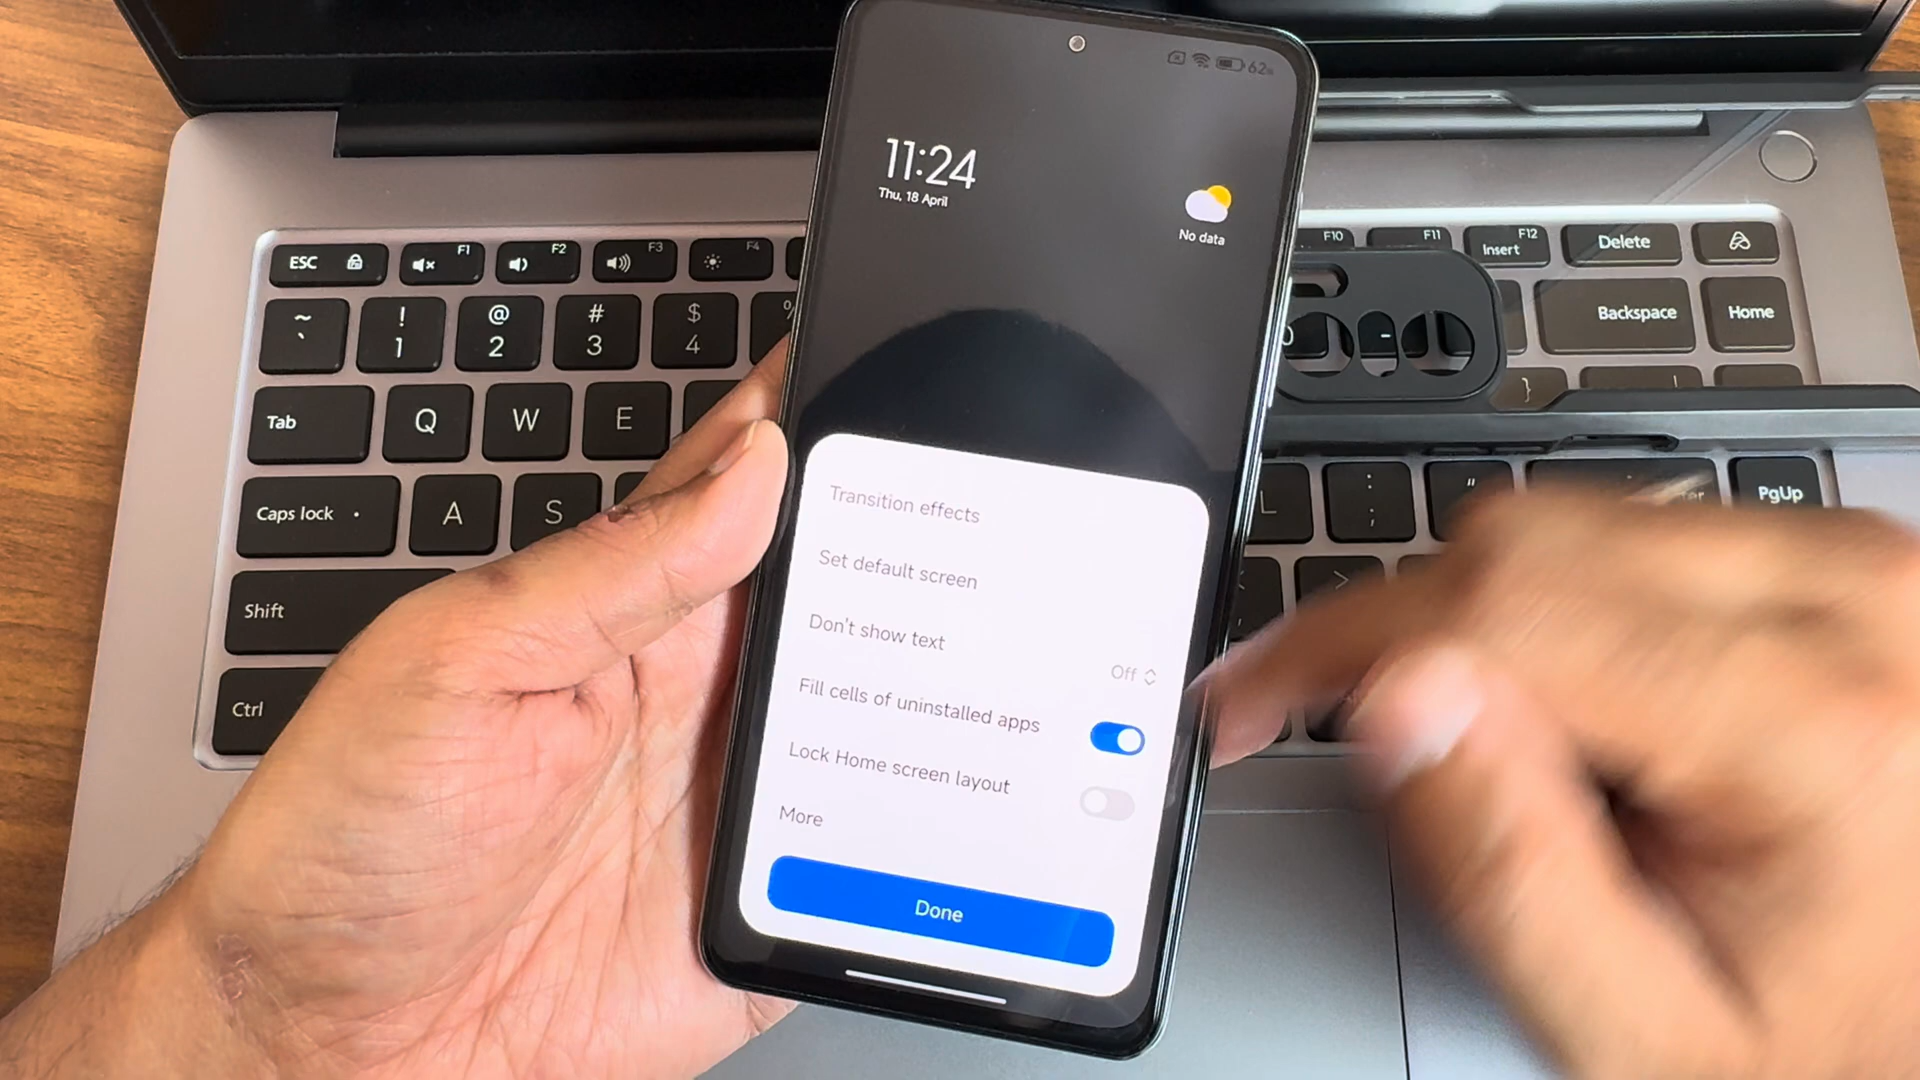 62
11:24
Thu, 18 April
No data
Transition effects
Set default screen
Don't show text
Off
Fill cells of uninstalled apps
Lock Home screen layout
More
Done
ESC
F1
F2
F3
F4
F10
F11
F12
Insert
Delete
~
`
!
1
@
2
#
3
$
4
%
Backspace
Home
Tab
Q
W
E
}
Caps lock
A
S
L
:
;
"
PgUp
Shift
>
Ctrl